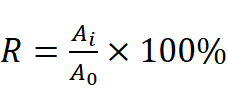 R = A_i / A_0 × 100%